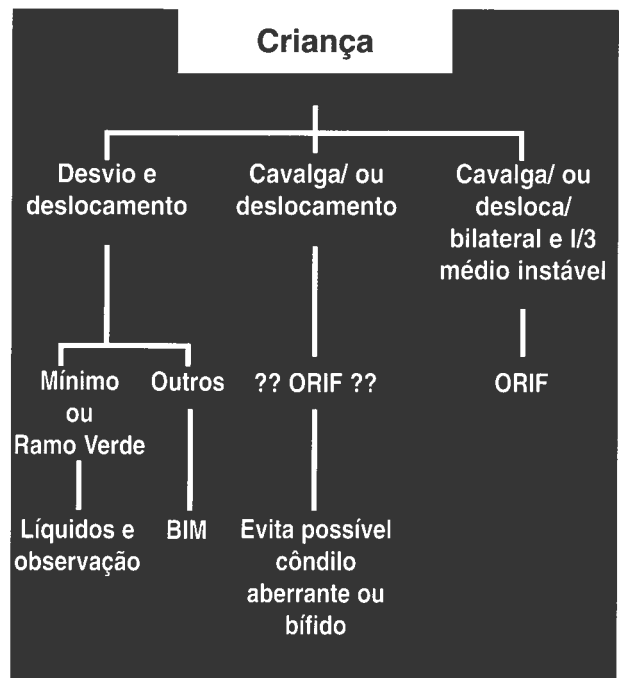 Criança
Desvio e
deslocamento
Cavalga/ ou
deslocamento
Cavalga/ ou
desloca/
bilateral e l/3
médio instável
Mínimo
ou
Ramo Verde
Outros
?? ORIF ??
ORIF
Líquidos e
observação
BIM
Evita possível
côndilo
aberrante ou
bífido